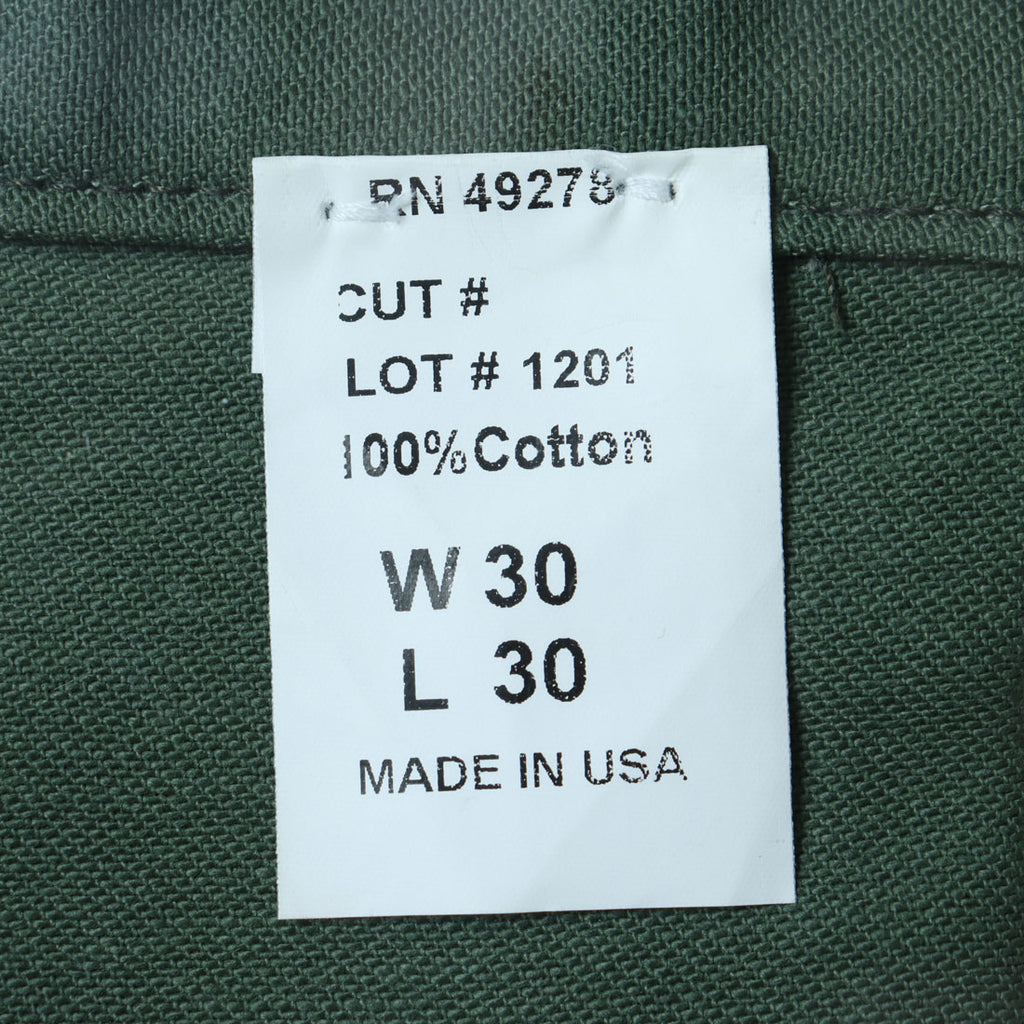 RN 49278
CUT #
LOT # 1201
100%Cotton
W 30
L 30
MADE IN USA